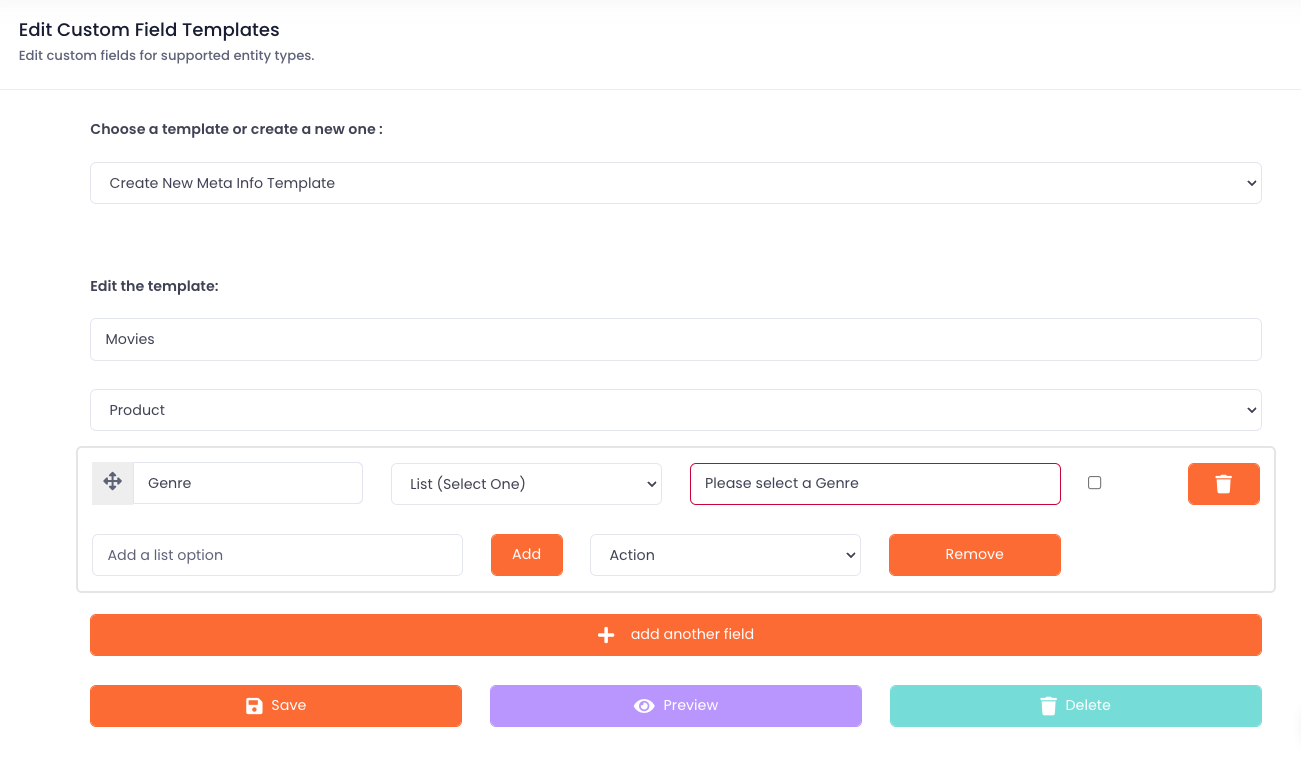 Edit Custom Field Templates
Edit custom fields for supported entity types.
Choose a template or create a new one :
Create New Meta Info Template
Edit the template:
Movies
Product
Genre List (Select One) Please select a Genre
Add a list option Add Action Remove
add another field
Save Preview Delete